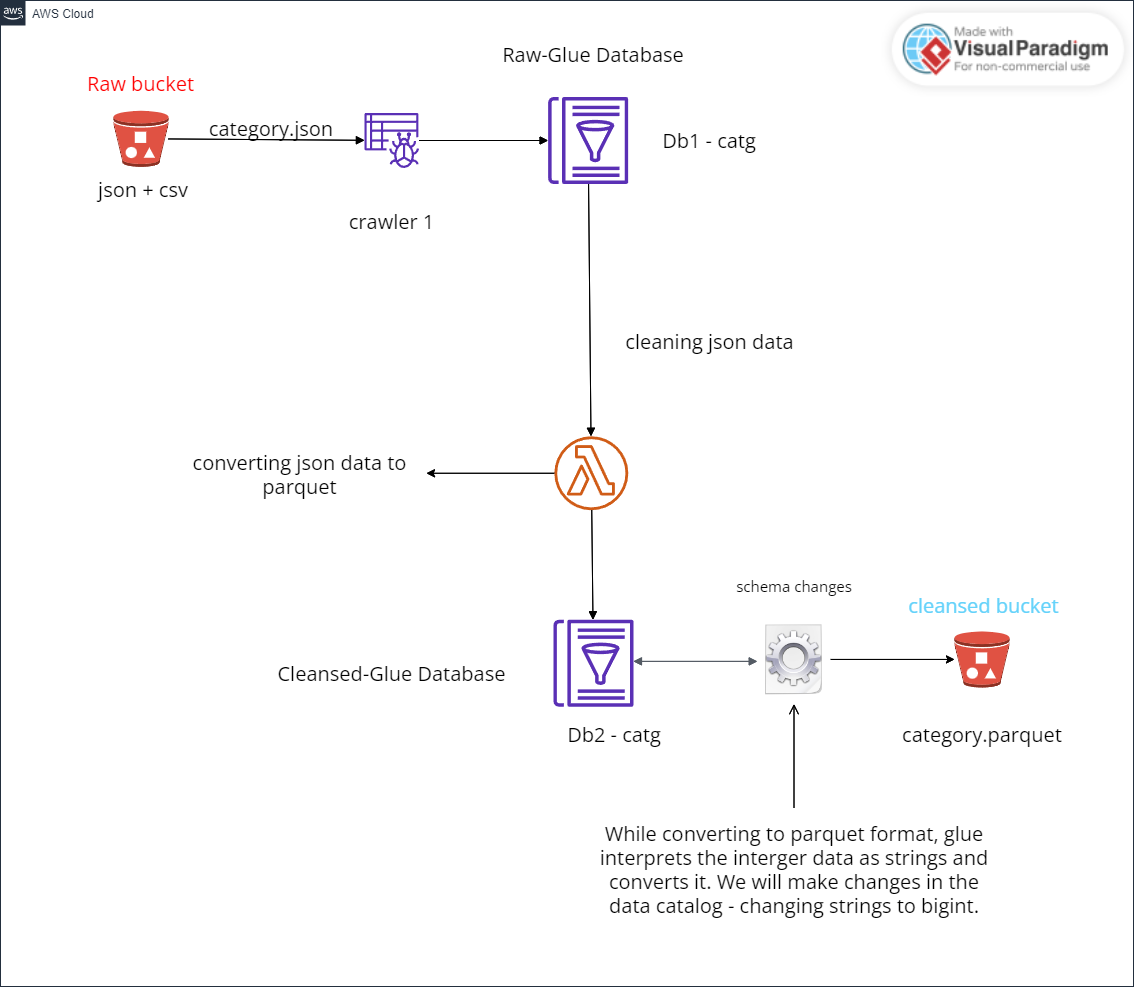 aws
AWS Cloud
Made with
Visual Paradigm
For non-commercial use
Raw-Glue Database
Raw bucket
category.json
Db1 - catg
json + csv
crawler 1
cleaning json data
converting json data to
parquet
schema changes
cleansed bucket
Cleansed-Glue Database
Db2 - catg
category.parquet
While converting to parquet format, glue
interprets the interger data as strings and
converts it. We will make changes in the
data catalog - changing strings to bigint.